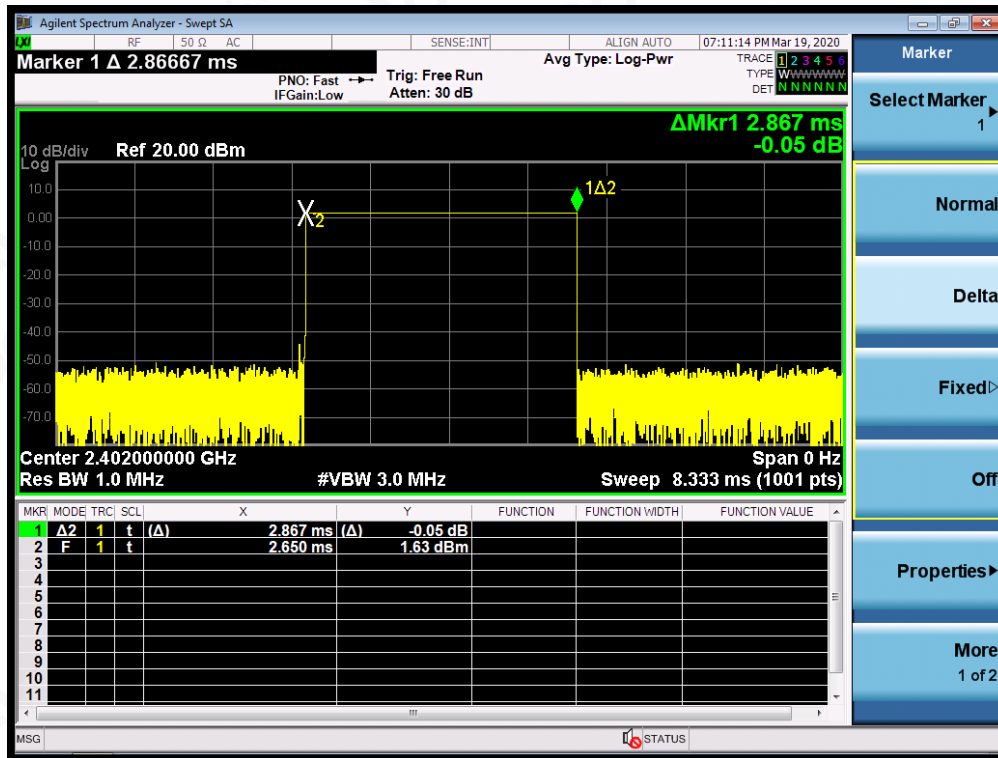 Agilent Spectrum Analyzer - Swept SA
LXI RF 50 Ω AC SENSE:INT ALIGN AUTO 07:11:14 PM Mar 19, 2020
Marker 1 Δ 2.86667 ms
PNO: Fast
IFGain:Low
Trig: Free Run
Atten: 30 dB
Avg Type: Log-Pwr
TRACE 1 2 3 4 5 6
TYPE W
DET N N N N N N
ΔMkr1 2.867 ms
-0.05 dB
10 dB/div Ref 20.00 dBm
Log
10.0
0.00
-10.0
-20.0
-30.0
-40.0
-50.0
-60.0
-70.0
X2
1Δ2
Center 2.402000000 GHz Span 0 Hz
Res BW 1.0 MHz #VBW 3.0 MHz Sweep 8.333 ms (1001 pts)
MKR MODE TRC SCL X Y FUNCTION FUNCTION WIDTH FUNCTION VALUE
1 Δ2 1 t (Δ) 2.867 ms (Δ) -0.05 dB
2 F 1 t 2.650 ms 1.63 dBm
3
4
5
6
7
8
9
10
11
MSG STATUS
Marker
Select Marker
1
Normal
Delta
Fixed
Off
Properties
More
1 of 2